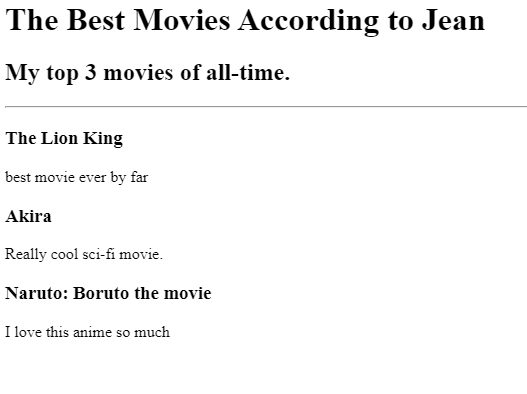 The Best Movies According to Jean
My top 3 movies of all-time.
The Lion King
best movie ever by far
Akira
Really cool sci-fi movie.
Naruto: Boruto the movie
I love this anime so much